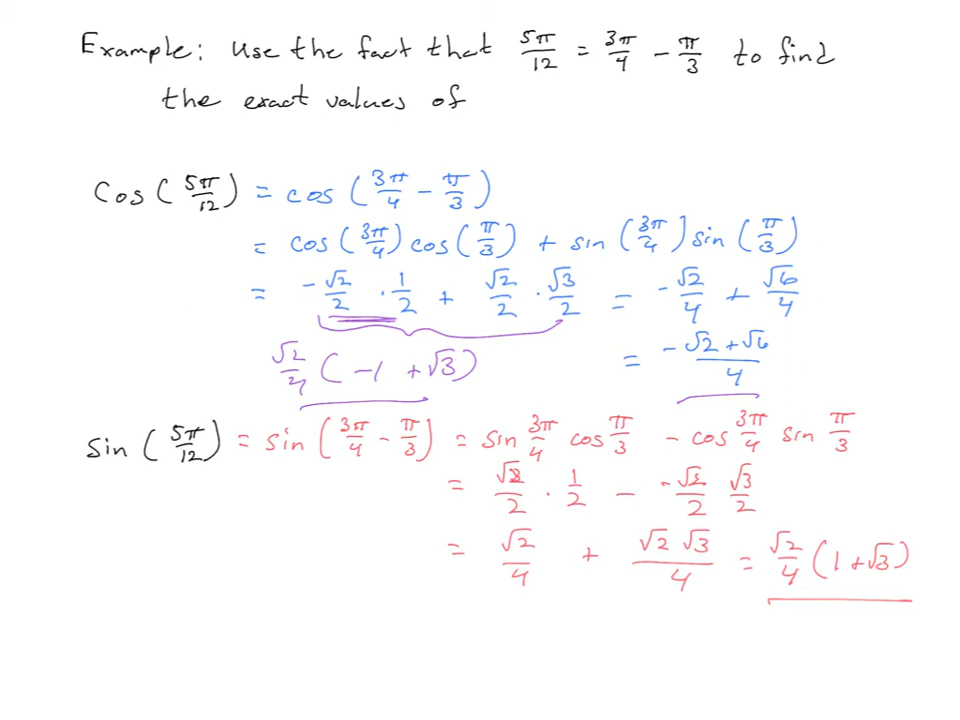 Example: Use the fact that 5π/12 = 3π/4 - π/3 to find
the exact values of
Cos(5π/12) = cos(3π/4 - π/3)
= cos(3π/4)cos(π/3) + sin(3π/4)sin(π/3)
= -√2/2 · 1/2 + √2/2 · √3/2 = -√2/4 + √6/4
√2/4(-1 + √3)
= (-√2 + √6)/4
Sin(5π/12) = sin(3π/4 - π/3) = sin 3π/4 cos π/3 - cos 3π/4 sin π/3
= √2/2 · 1/2 - -√2/2 √3/2
= √2/4 + √2 √3/4 = √2/4(1 + √3)